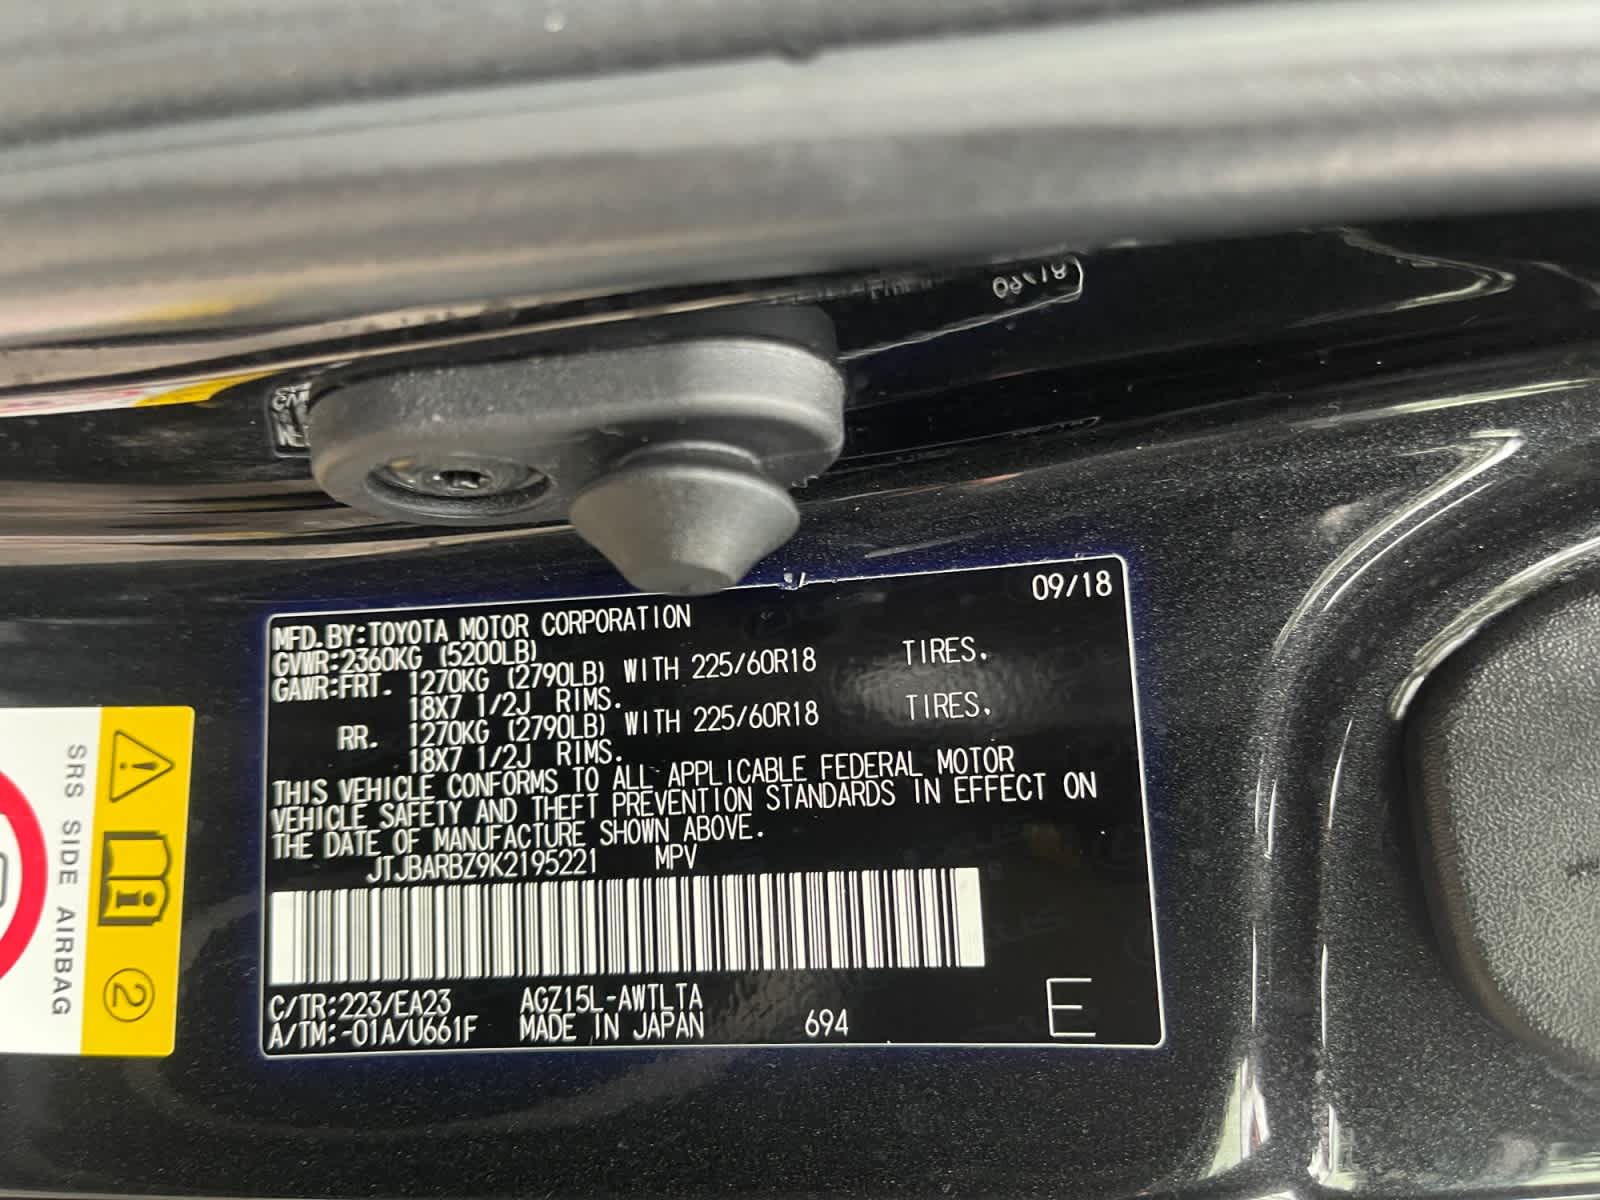 09/18
MFD.BY:TOYOTA MOTOR CORPORATION
GVWR:2360KG (5200LB)
GAWR:FRT. 1270KG (2790LB) WITH 225/60R18 TIRES.
18X7 1/2J RIMS.
RR. 1270KG (2790LB) WITH 225/60R18 TIRES.
18X7 1/2J RIMS.
THIS VEHICLE CONFORMS TO ALL APPLICABLE FEDERAL MOTOR
VEHICLE SAFETY AND THEFT PREVENTION STANDARDS IN EFFECT ON
THE DATE OF MANUFACTURE SHOWN ABOVE.
JTJBARBZ9K2195221 MPV
C/TR:223/EA23 AGZ15L-AWTLTA
A/TM:-01A/U661F MADE IN JAPAN 694 E
SRS SIDE AIRBAG
2